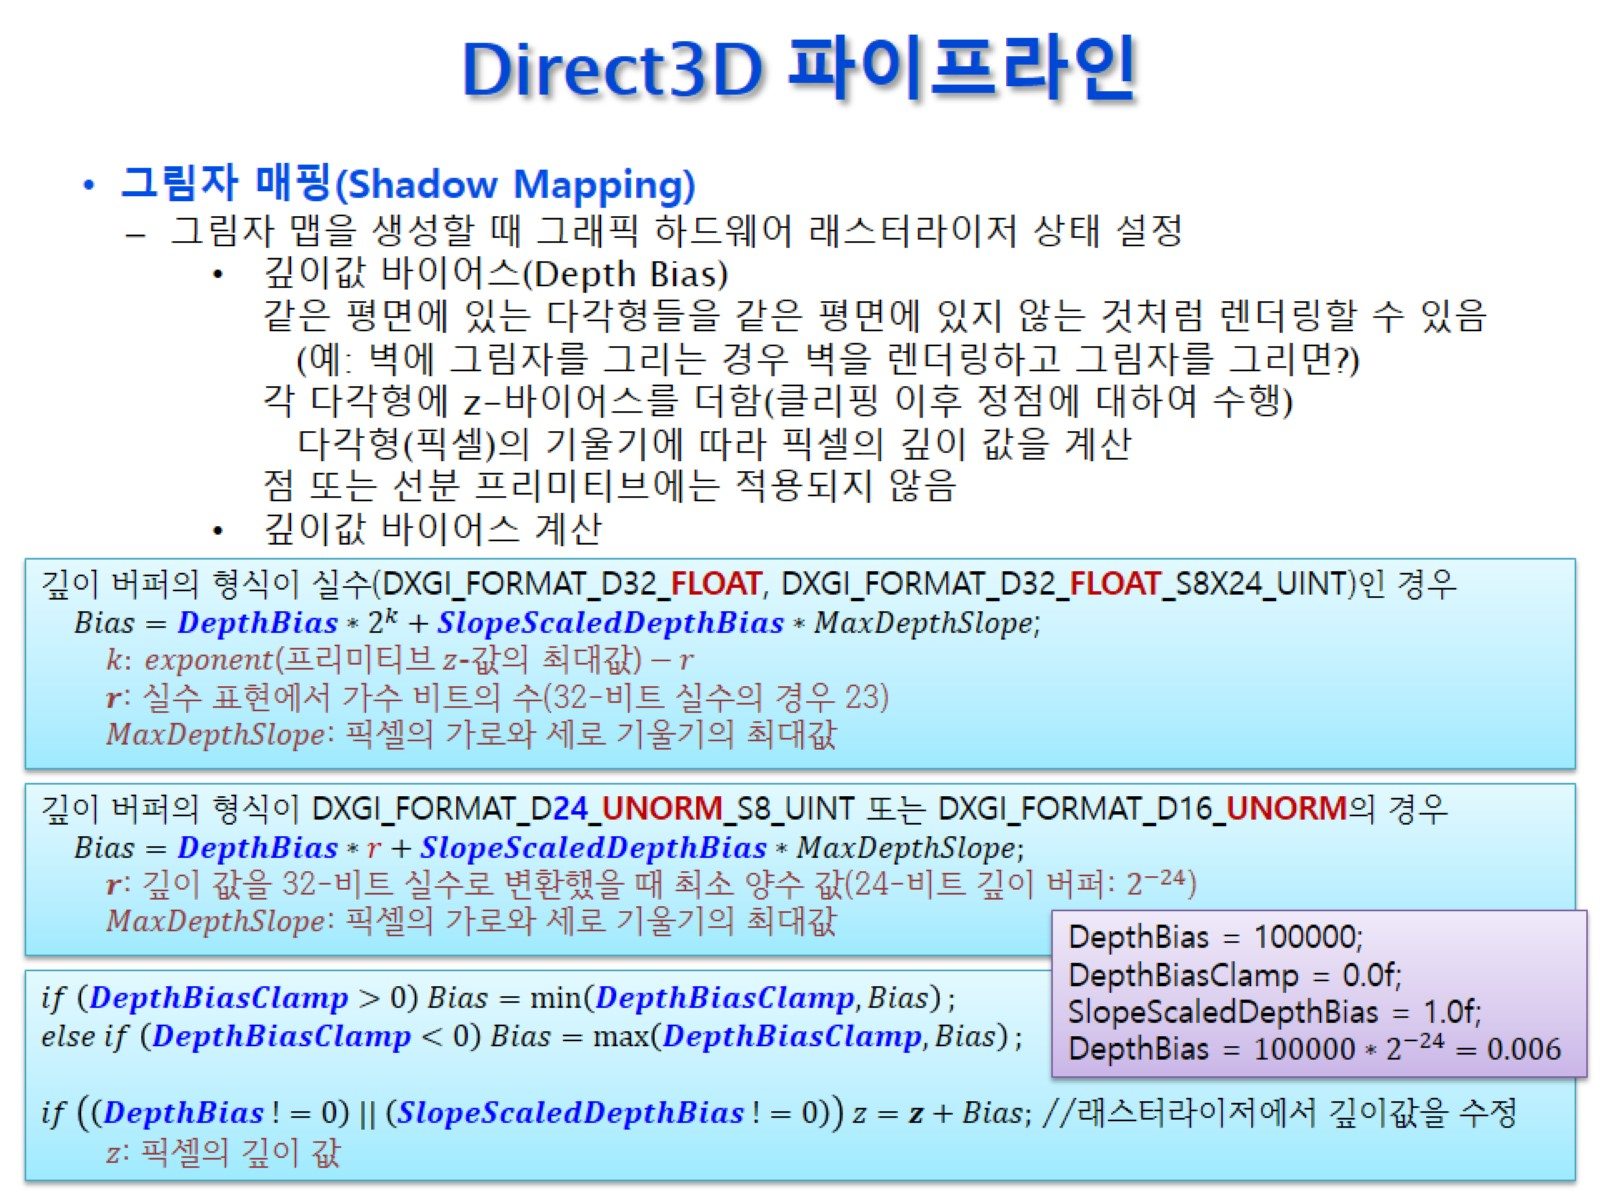 Direct3D 파이프라인
• 그림자 매핑(Shadow Mapping)
– 그림자 맵을 생성할 때 그래픽 하드웨어 래스터라이저 상태 설정
• 깊이값 바이어스(Depth Bias)
같은 평면에 있는 다각형들을 같은 평면에 있지 않는 것처럼 렌더링할 수 있음
(예: 벽에 그림자를 그리는 경우 벽을 렌더링하고 그림자를 그리면?)
각 다각형에 z-바이어스를 더함(클리핑 이후 정점에 대하여 수행)
다각형(픽셀)의 기울기에 따라 픽셀의 깊이 값을 계산
점 또는 선분 프리미티브에는 적용되지 않음
• 깊이값 바이어스 계산
깊이 버퍼의 형식이 실수(DXGI_FORMAT_D32_FLOAT, DXGI_FORMAT_D32_FLOAT_S8X24_UINT)인 경우
Bias = DepthBias * 2ᵏ + SlopeScaledDepthBias * MaxDepthSlope;
k: exponent(프리미티브 z-값의 최대값) − r
r: 실수 표현에서 가수 비트의 수(32-비트 실수의 경우 23)
MaxDepthSlope: 픽셀의 가로와 세로 기울기의 최대값
깊이 버퍼의 형식이 DXGI_FORMAT_D24_UNORM_S8_UINT 또는 DXGI_FORMAT_D16_UNORM의 경우
Bias = DepthBias * r + SlopeScaledDepthBias * MaxDepthSlope;
r: 깊이 값을 32-비트 실수로 변환했을 때 최소 양수 값(24-비트 깊이 버퍼: 2⁻²⁴)
MaxDepthSlope: 픽셀의 가로와 세로 기울기의 최대값
DepthBias = 100000;
DepthBiasClamp = 0.0f;
SlopeScaledDepthBias = 1.0f;
DepthBias = 100000 * 2⁻²⁴ = 0.006
if (DepthBiasClamp > 0) Bias = min(DepthBiasClamp, Bias);
else if (DepthBiasClamp < 0) Bias = max(DepthBiasClamp, Bias);
if ((DepthBias != 0) || (SlopeScaledDepthBias != 0)) z = z + Bias; //래스터라이저에서 깊이값을 수정
z: 픽셀의 깊이 값